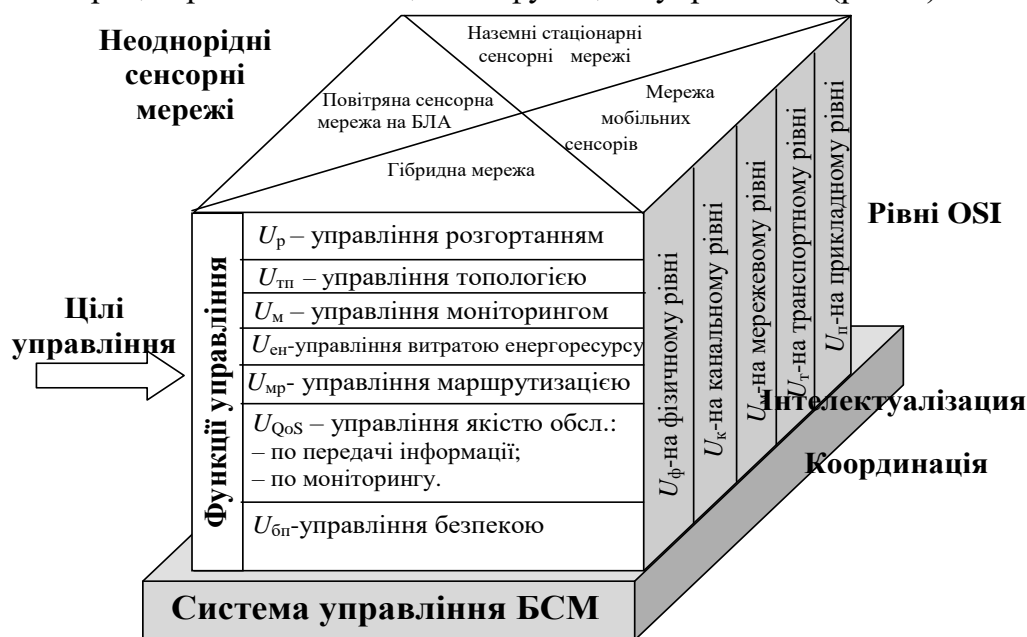 Неоднорідні
сенсорні
мережі
Наземні стаціонарні
сенсорні мережі
Повітряна сенсорна
мережа на БЛА
Мережа
мобільних
сенсорів
Гібридна мережа
Цілі
управління
Функції управління
Uр – управління розгортанням
Uтп – управління топологією
Uм – управління моніторингом
Uен-управління витратою енергоресурсу
Uмр- управління маршрутизацією
UQoS – управління якістю обсл.:
– по передачі інформації;
– по моніторингу.
Uбп-управління безпекою
Uф-на фізичному рівні
Uк-на канальному рівні
Uм-на мережевому рівні
Uт-на транспортному рівні
Uп-на прикладному рівні
Рівні OSI
Інтелектуалізация
Координація
Система управління БСМ